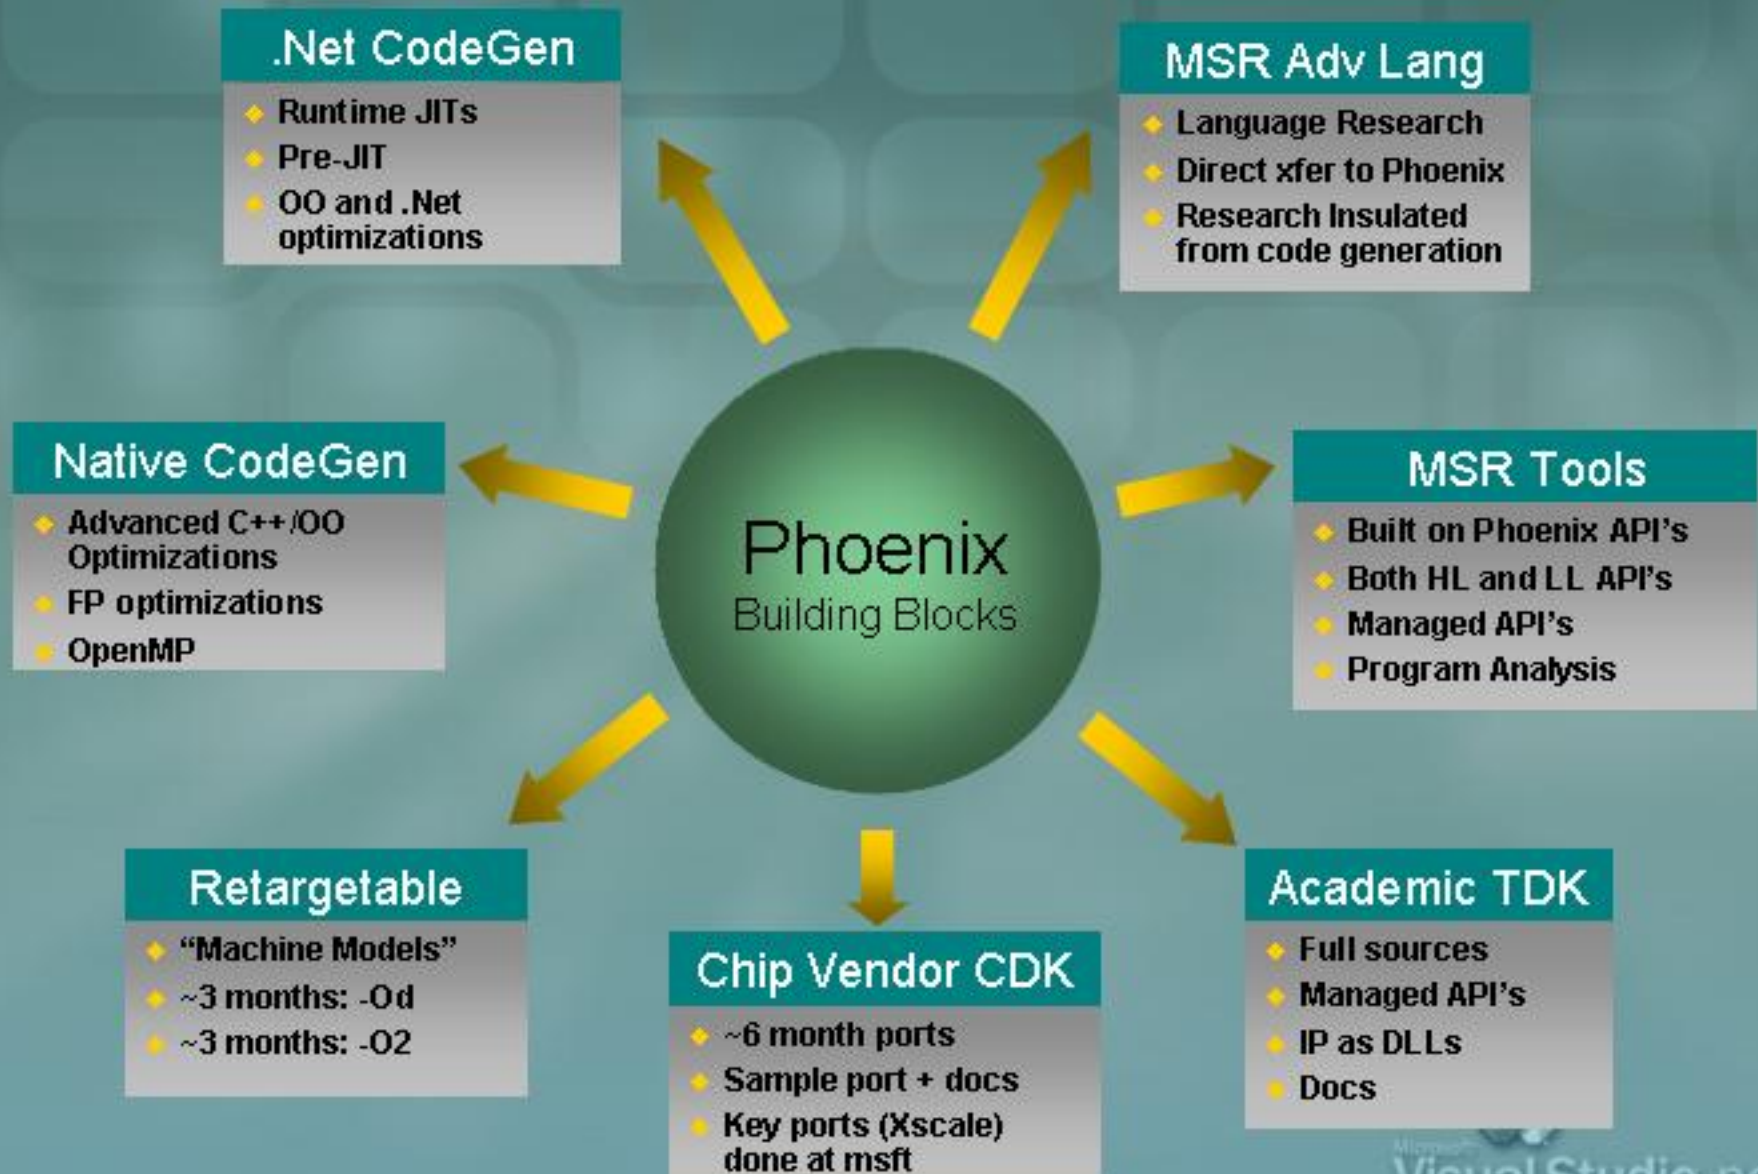 .Net CodeGen
Runtime JITs
Pre-JIT
OO and .Net
optimizations
MSR Adv Lang
Language Research
Direct xfer to Phoenix
Research Insulated
from code generation
Native CodeGen
Advanced C++/OO
Optimizations
FP optimizations
OpenMP
Phoenix
Building Blocks
MSR Tools
Built on Phoenix API's
Both HL and LL API's
Managed API's
Program Analysis
Retargetable
“Machine Models”
~3 months: -Od
~3 months: -O2
Chip Vendor CDK
~6 month ports
Sample port + docs
Key ports (Xscale)
done at msft
Academic TDK
Full sources
Managed API's
IP as DLLs
Docs
Microsoft
Visual Studio